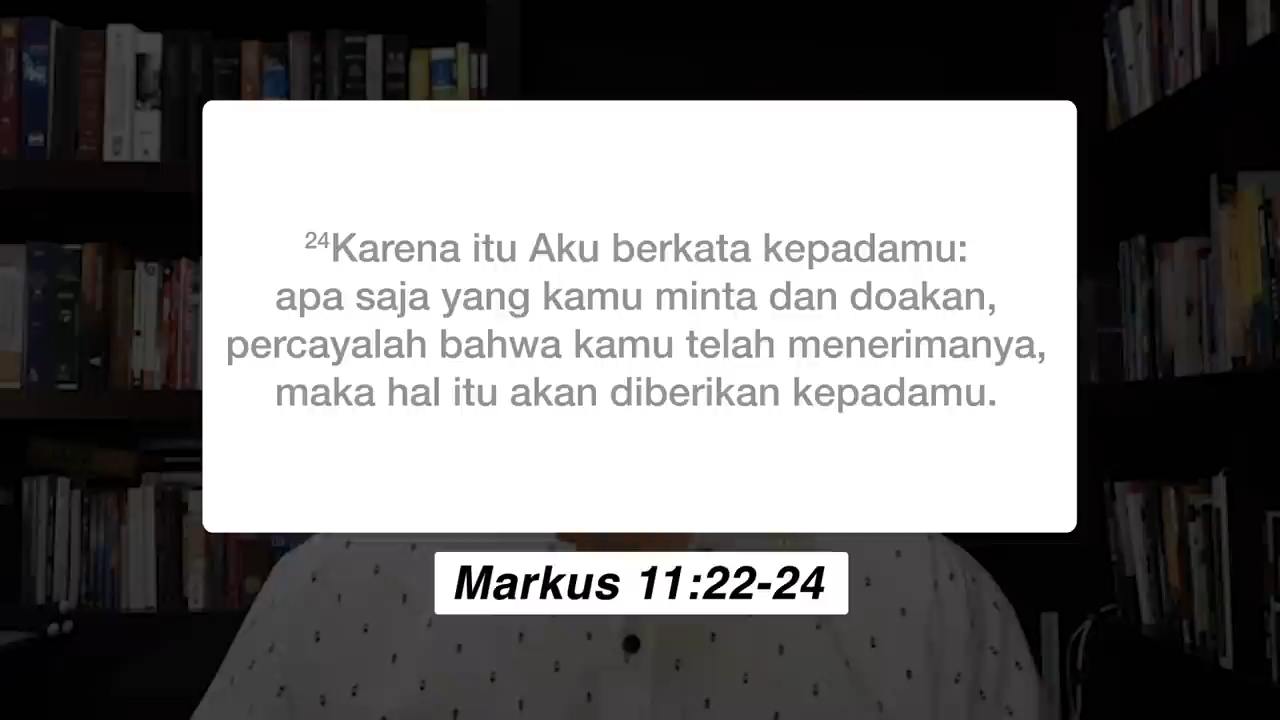 ²⁴Karena itu Aku berkata kepadamu:
apa saja yang kamu minta dan doakan,
percayalah bahwa kamu telah menerimanya,
maka hal itu akan diberikan kepadamu.
Markus 11:22-24